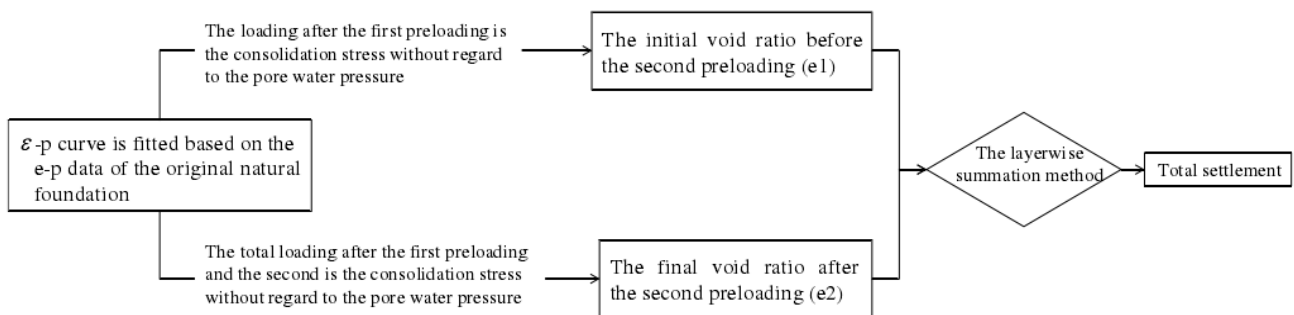 ε-p curve is fitted based on the
e-p data of the original natural
foundation
The loading after the first preloading is
the consolidation stress without regard
to the pore water pressure
The initial void ratio before
the second preloading (e1)
The total loading after the first preloading
and the second is the consolidation stress
without regard to the pore water pressure
The final void ratio after
the second preloading (e2)
The layerwise
summation method
Total settlement